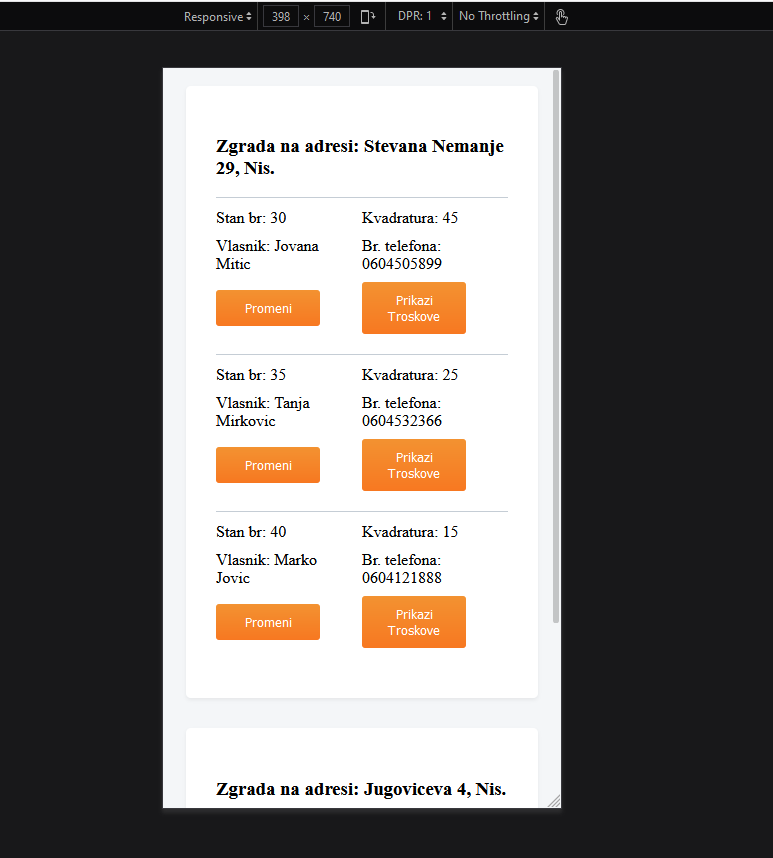 Responsive 398 × 740 DPR: 1 No Throttling
Zgrada na adresi: Stevana Nemanje
29, Nis.
Stan br: 30 Kvadratura: 45
Vlasnik: Jovana
Mitic
Br. telefona:
0604505899
Promeni
Prikazi
Troskove
Stan br: 35 Kvadratura: 25
Vlasnik: Tanja
Mirkovic
Br. telefona:
0604532366
Promeni
Prikazi
Troskove
Stan br: 40 Kvadratura: 15
Vlasnik: Marko
Jovic
Br. telefona:
0604121888
Promeni
Prikazi
Troskove
Zgrada na adresi: Jugoviceva 4, Nis.